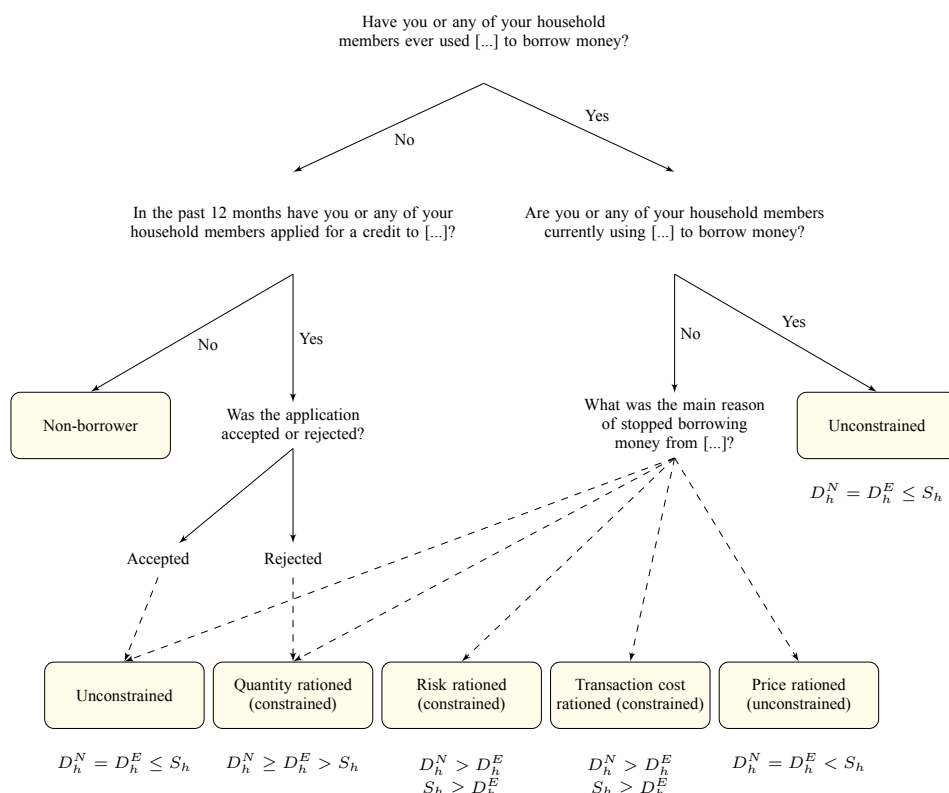 Have you or any of your household
members ever used [...] to borrow money?
No
Yes
In the past 12 months have you or any of your
household members applied for a credit to [...]?
Are you or any of your household members
currently using [...] to borrow money?
No
Yes
No
Yes
Non-borrower
Was the application
accepted or rejected?
What was the main reason
of stopped borrowing
money from [...]?
Unconstrained
D_h^N = D_h^E ≤ S_h
Accepted
Rejected
Unconstrained
Quantity rationed
(constrained)
Risk rationed
(constrained)
Transaction cost
rationed (constrained)
Price rationed
(unconstrained)
D_h^N = D_h^E ≤ S_h
D_h^N ≥ D_h^E > S_h
D_h^N > D_h^E
S_h > D_h^E
D_h^N > D_h^E
S_h > D_h^E
D_h^N = D_h^E < S_h